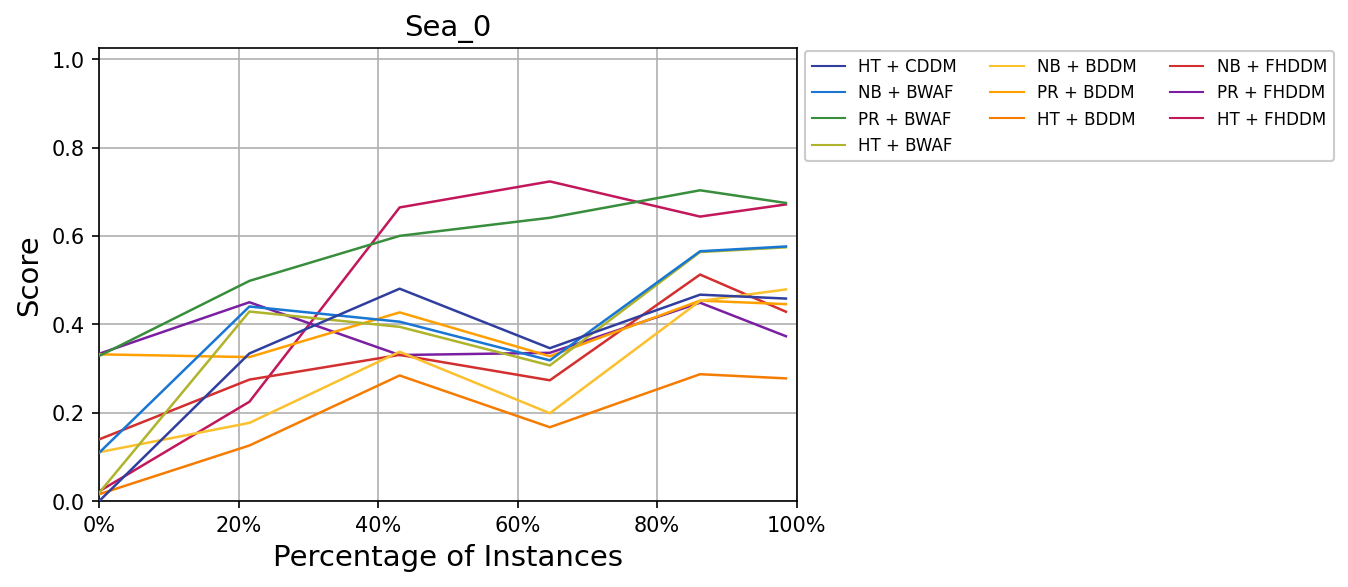 Sea_0
1.0
0.8
0.6
0.4
0.2
0.0
Score
0%
20%
40%
60%
80%
100%
Percentage of Instances
HT + CDDM
NB + BWAF
PR + BWAF
HT + BWAF
NB + BDDM
PR + BDDM
HT + BDDM
NB + FHDDM
PR + FHDDM
HT + FHDDM